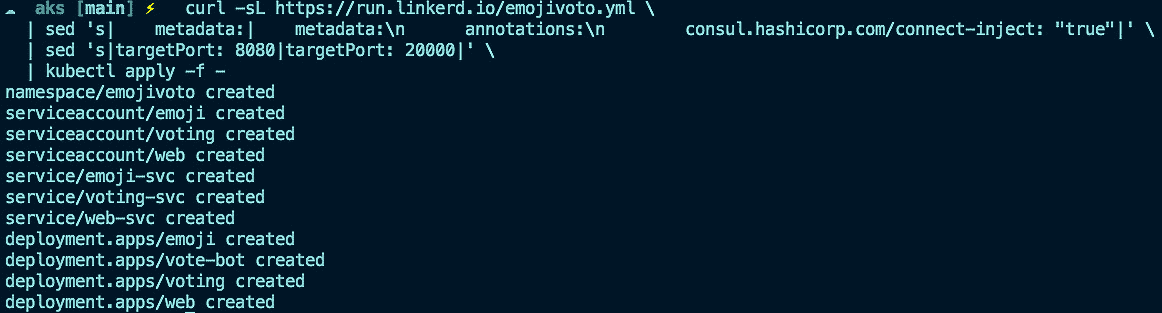 aks [main] ⚡ curl -sL https://run.linkerd.io/emojivoto.yml \
  | sed 's|    metadata:|    metadata:\n      annotations:\n        consul.hashicorp.com/connect-inject: "true"|' \
  | sed 's|targetPort: 8080|targetPort: 20000|' \
  | kubectl apply -f -
namespace/emojivoto created
serviceaccount/emoji created
serviceaccount/voting created
serviceaccount/web created
service/emoji-svc created
service/voting-svc created
service/web-svc created
deployment.apps/emoji created
deployment.apps/vote-bot created
deployment.apps/voting created
deployment.apps/web created